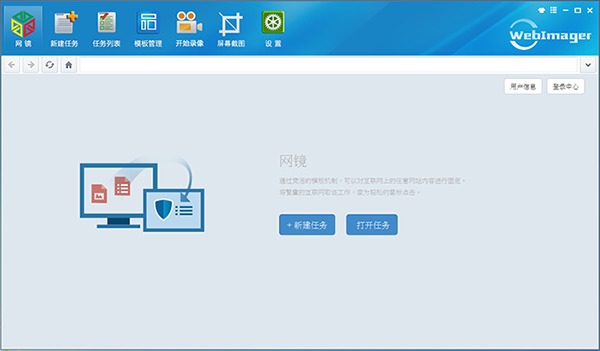 网 镜
新建任务
任务列表
模板管理
开始录像
屏幕截图
设 置
WebImager
用户信息
登录中心
网镜
通过灵活的模板机制，可以对互联网上的任意网站内容进行固定。
将繁重的互联网取证工作，变为轻松的鼠标点击。
+ 新建任务
打开任务